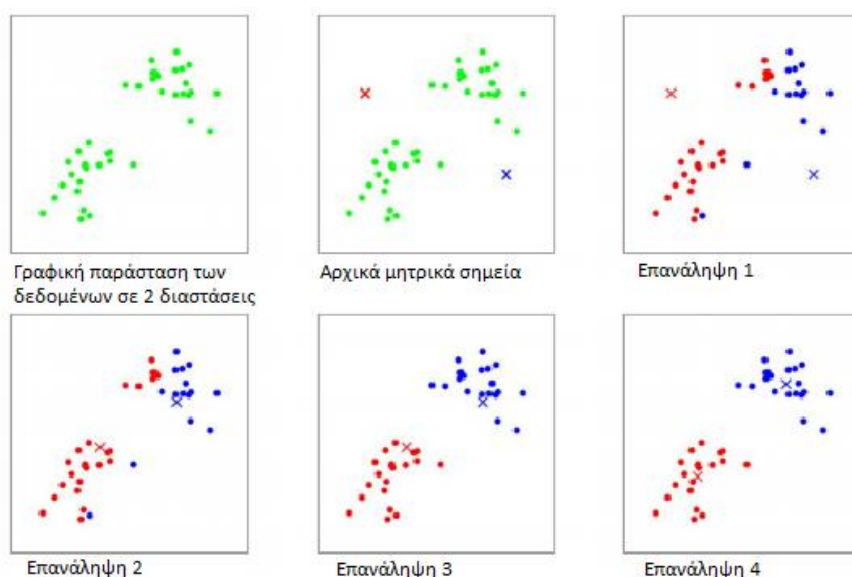 Γραφική παράσταση των
δεδομένων σε 2 διαστάσεις
Αρχικά μητρικά σημεία
Επανάληψη 1
Επανάληψη 2
Επανάληψη 3
Επανάληψη 4